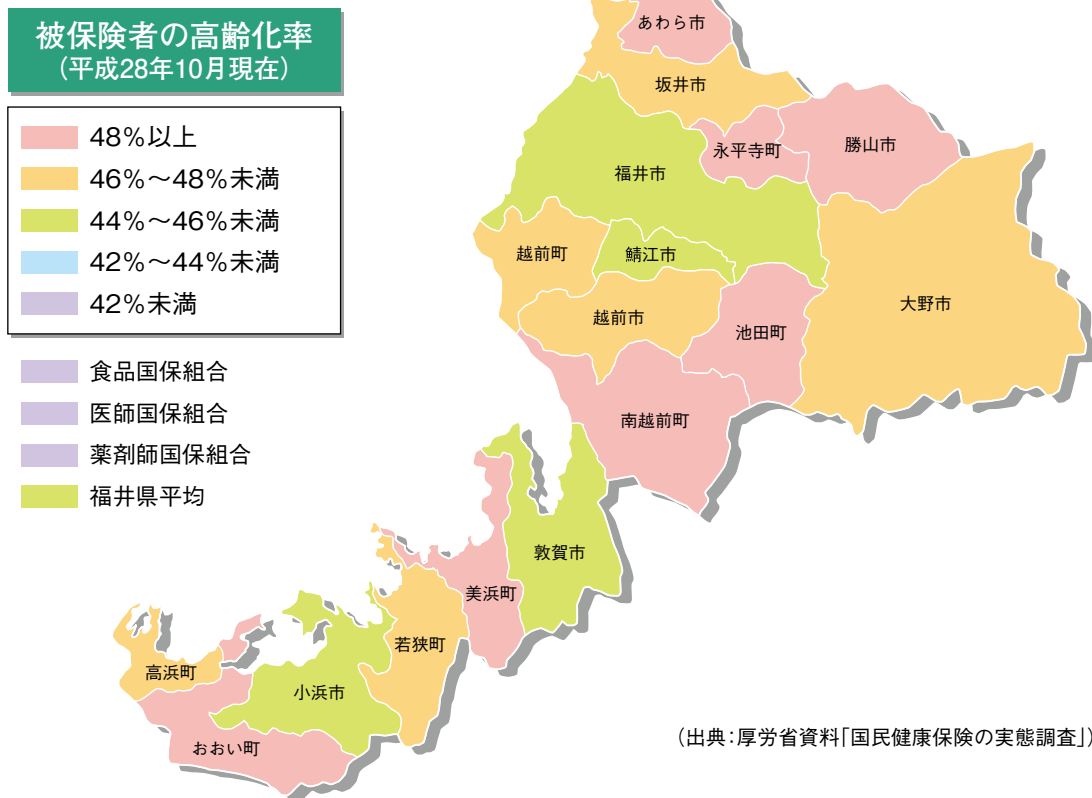 被保険者の高齢化率
(平成28年10月現在)
48%以上
46%～48%未満
44%～46%未満
42%～44%未満
42%未満
食品国保組合
医師国保組合
薬剤師国保組合
福井県平均
あわら市
坂井市
永平寺町
勝山市
福井市
越前町
鯖江市
大野市
越前市
池田町
南越前町
敦賀市
美浜町
若狭町
高浜町
小浜市
おおい町
(出典:厚労省資料「国民健康保険の実態調査」)